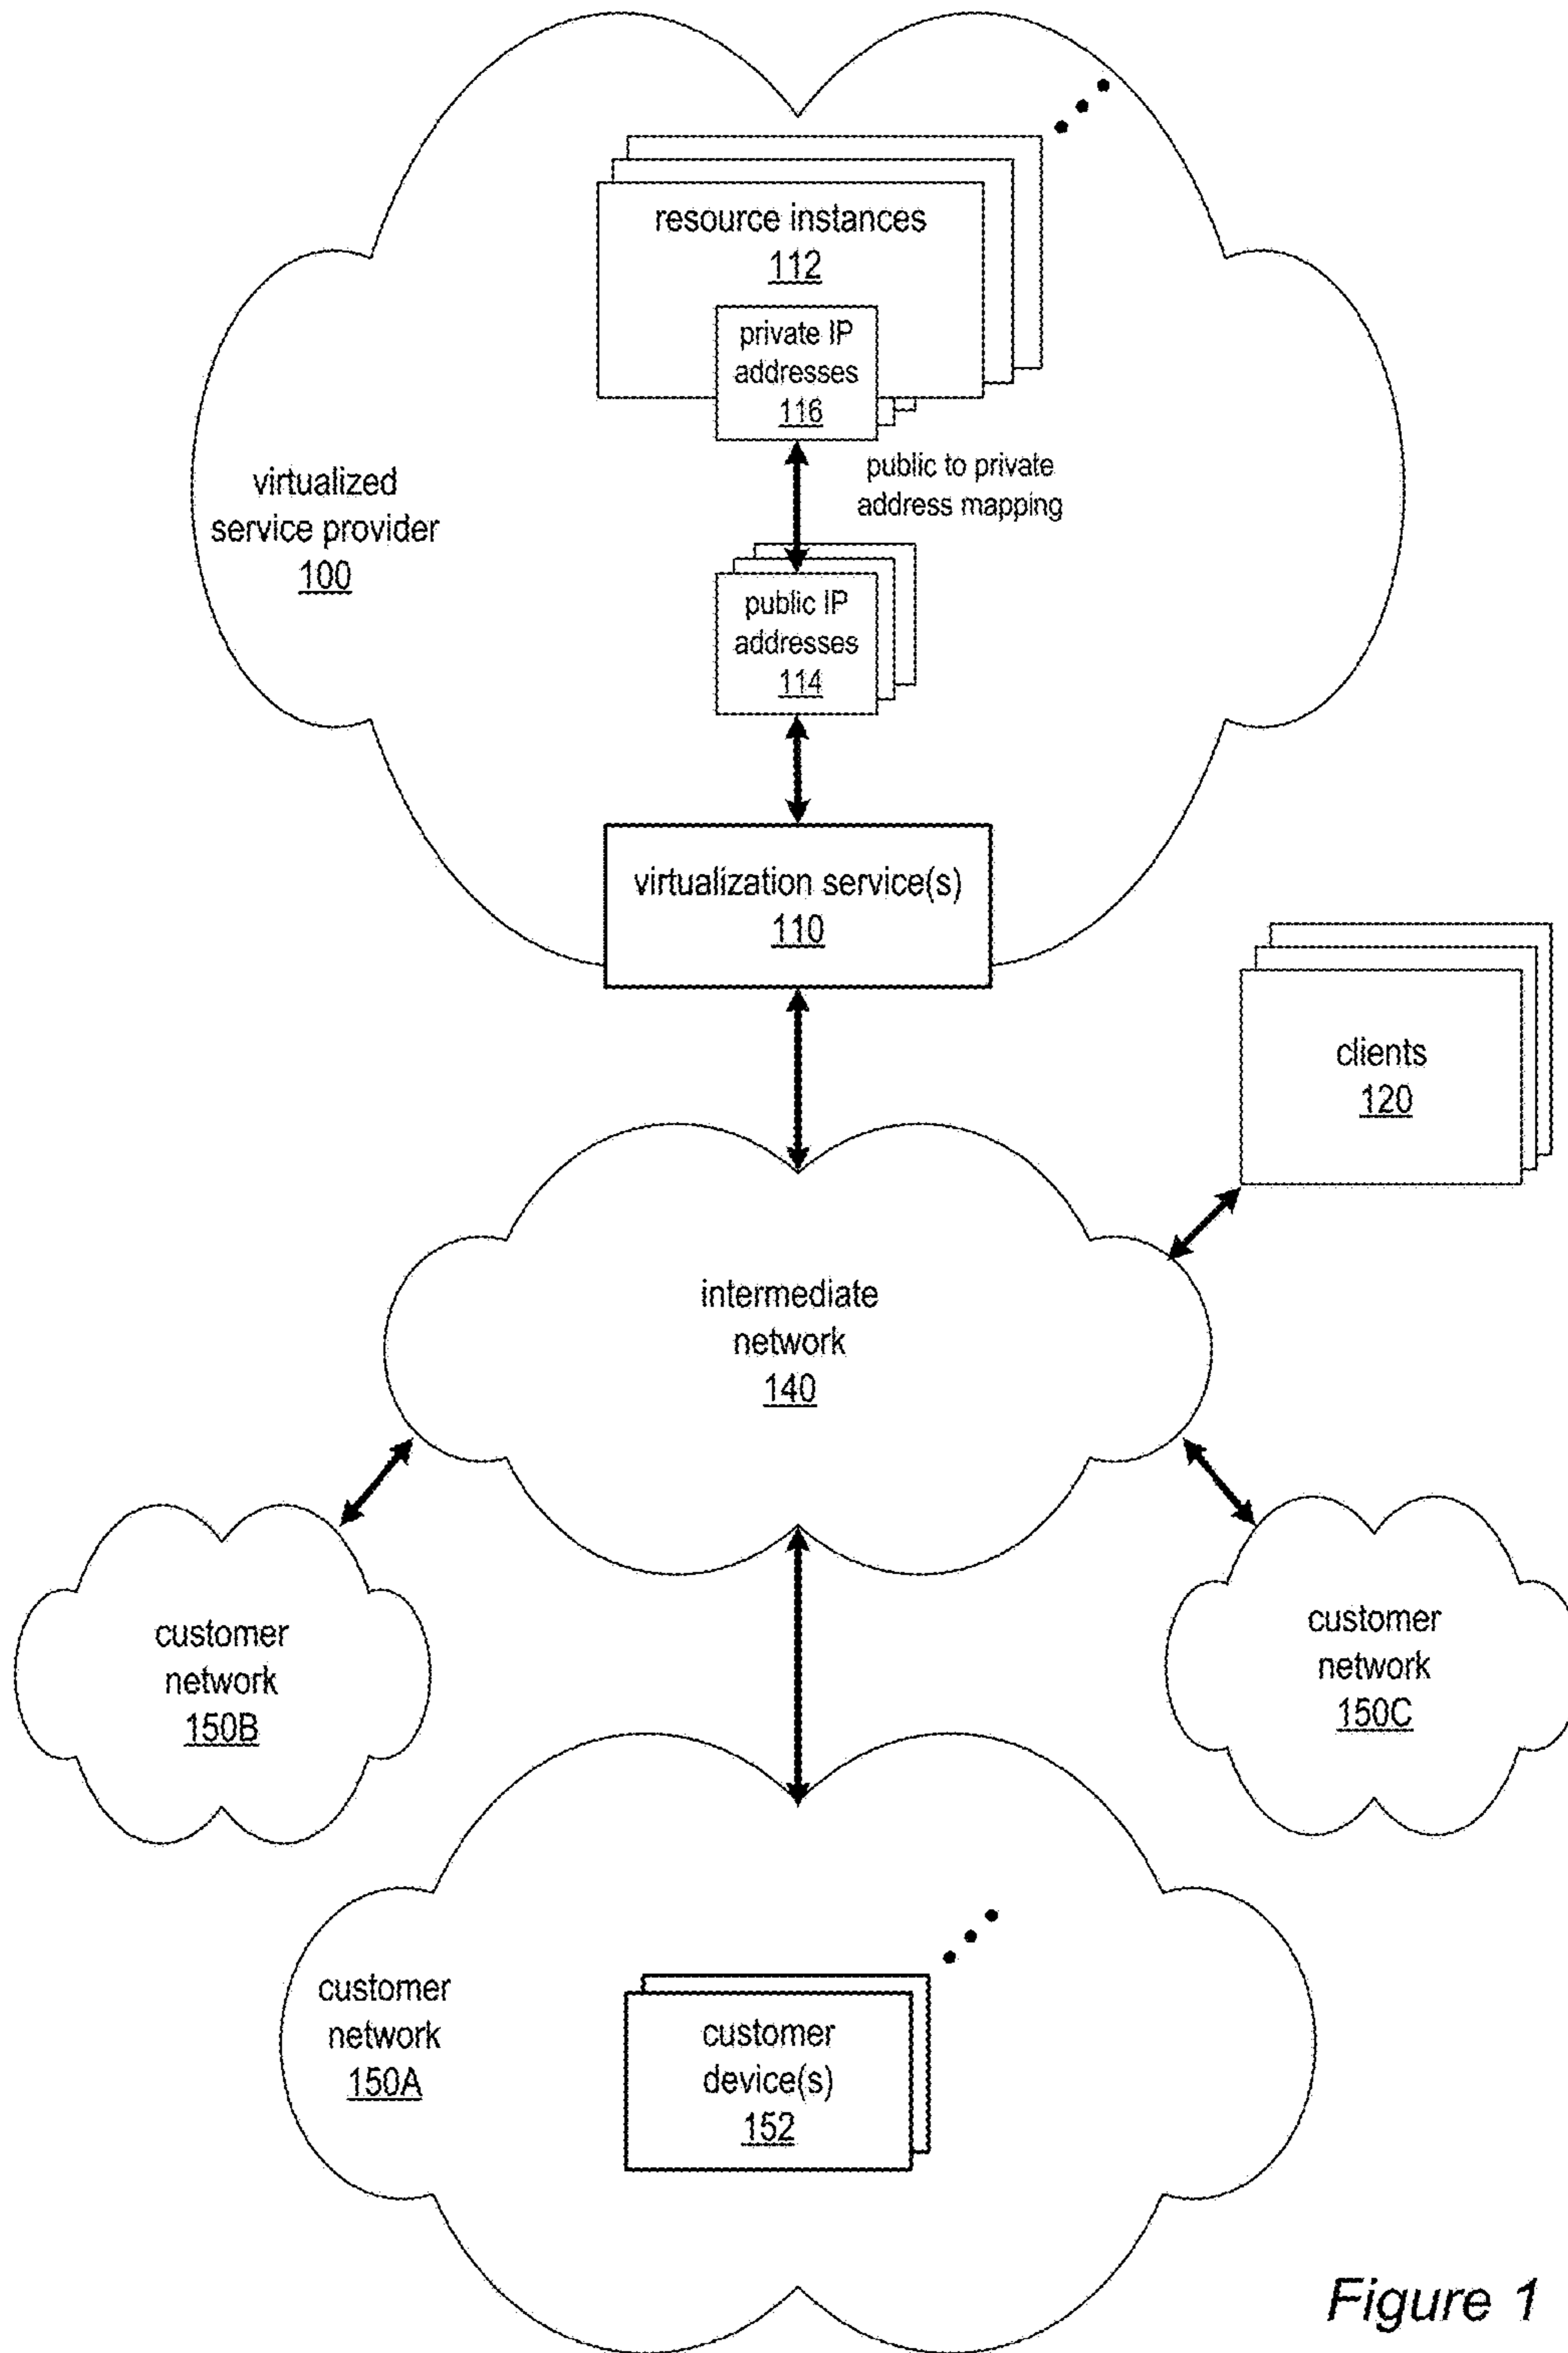 resource instances
112
private IP
addresses
116
public to private
address mapping
virtualized
service provider
100
public IP
addresses
114
virtualization service(s)
110
clients
120
intermediate
network
140
customer
network
150B
customer
network
150C
customer
network
150A
customer
device(s)
152
Figure 1